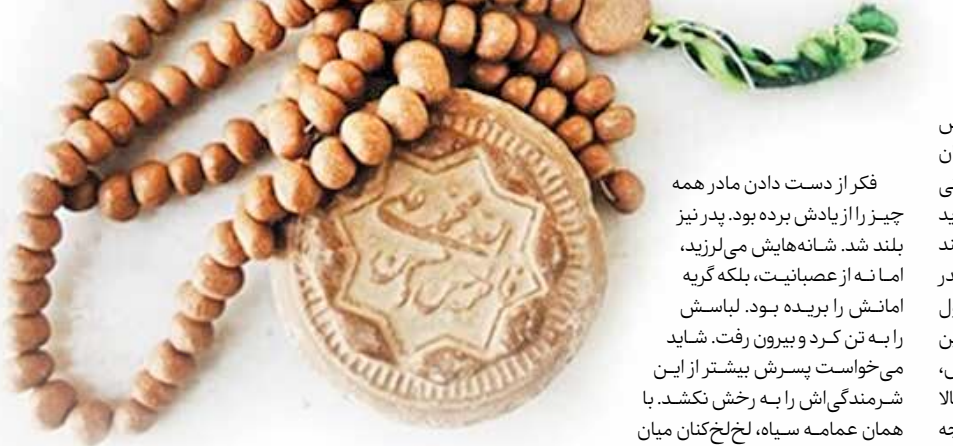 فکر از دست دادن مادر همه
چیز را از یادش برده بود. پدر نیز
بلند شد. شانه‌هایش می‌لرزید،
اما نه از عصبانیت، بلکه گریه
امانش را بریده بود. لباسش
را به تن کرد و بیرون رفت. شاید
می‌خواست پسرش بیشتر از این
شرمندگی‌اش را به رخش نکشد. با
همان عمامه سیاه، لخ‌لخ‌کنان میان